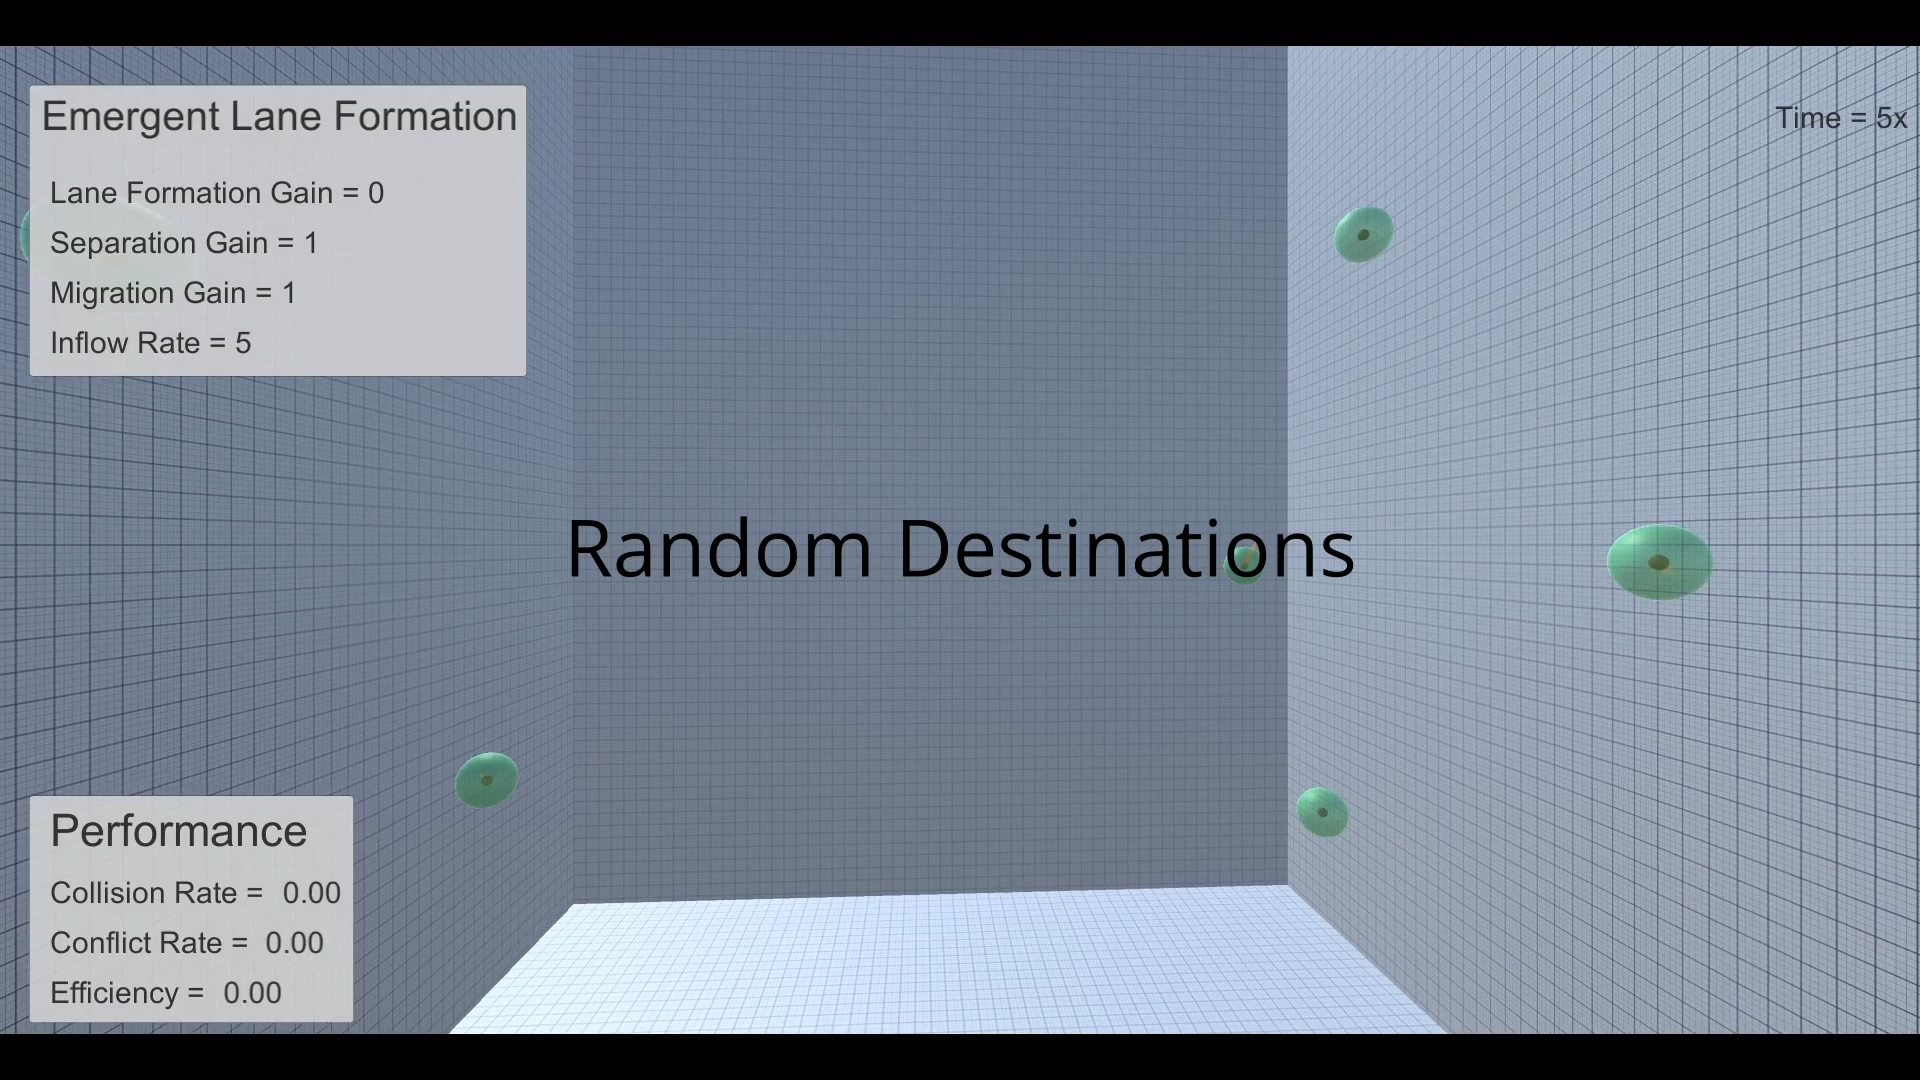 Emergent Lane Formation
Lane Formation Gain = 0
Separation Gain = 1
Migration Gain = 1
Inflow Rate = 5
Time = 5x
Random Destinations
Performance
Collision Rate = 0.00
Conflict Rate = 0.00
Efficiency = 0.00